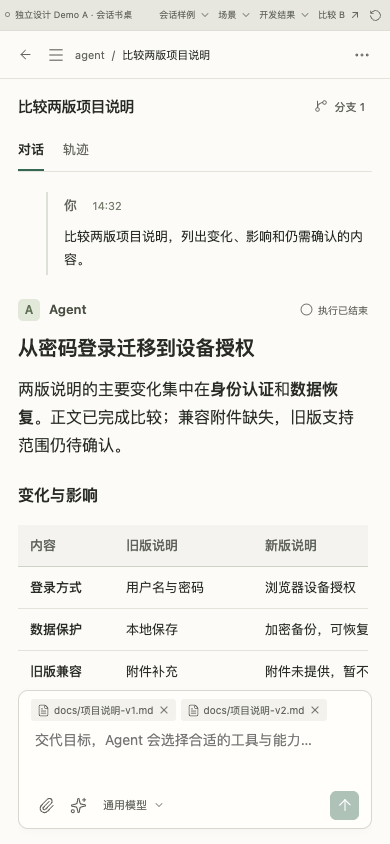 独立设计 Demo A · 会话书桌 会话样例 场景 开发结果 比较 B
agent / 比较两版项目说明
比较两版项目说明 分支 1
对话 轨迹
你 14:32
比较两版项目说明，列出变化、影响和仍需确认的内
容。
A Agent 执行已结束
从密码登录迁移到设备授权
两版说明的主要变化集中在身份认证和数据恢
复。正文已完成比较；兼容附件缺失，旧版支持
范围仍待确认。
变化与影响
内容 旧版说明 新版说明
登录方式 用户名与密码 浏览器设备授权
数据保护 本地保存 加密备份，可恢复
旧版兼容 附件补充 附件未提供，暂不
docs/项目说明-v1.md docs/项目说明-v2.md
交代目标，Agent 会选择合适的工具与能力...
通用模型